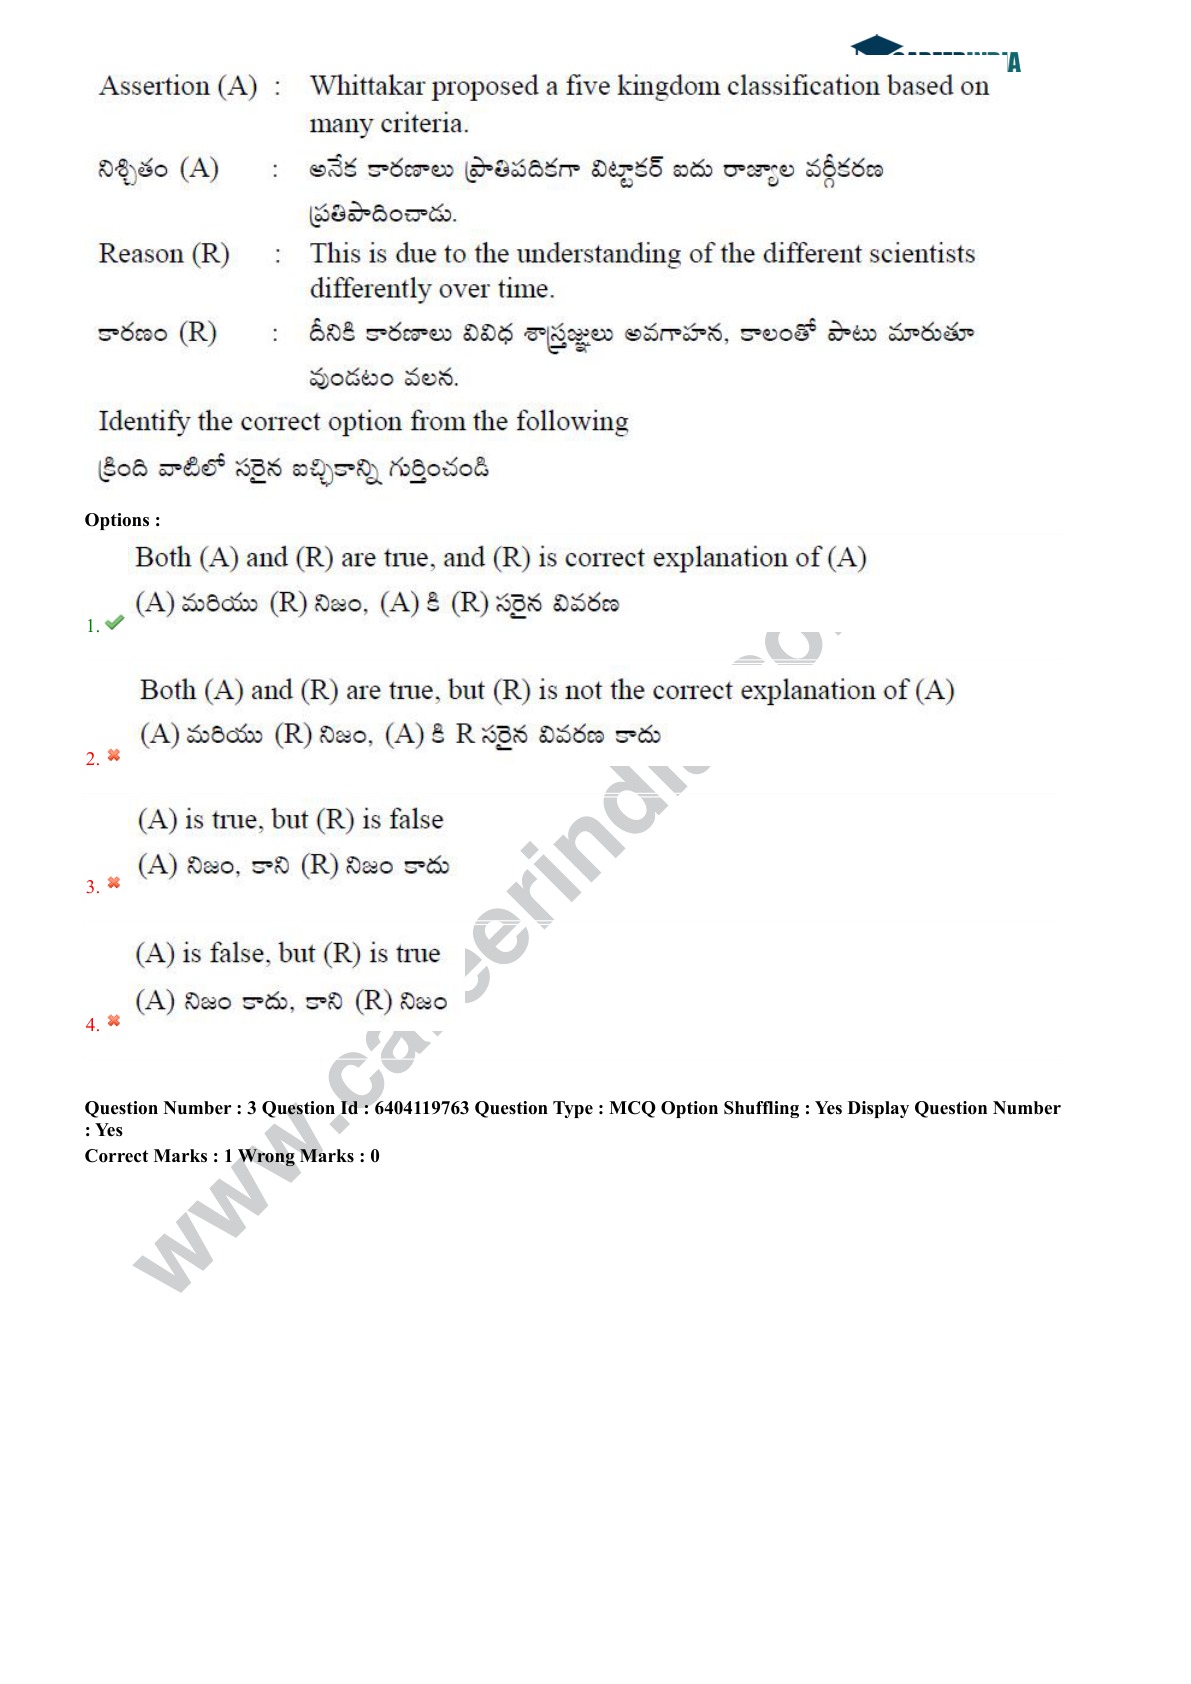 Assertion (A) : Whittakar proposed a five kingdom classification based on
many criteria.
నిశ్చితం (A) : అనేక కారణాలు ప్రాతిపదికగా విట్టాకర్ ఐదు రాజ్యాల వర్గీకరణ
ప్రతిపాదించాడు.
Reason (R) : This is due to the understanding of the different scientists
differently over time.
కారణం (R) : దీనికి కారణాలు వివిధ శాస్త్రజ్ఞులు అవగాహన, కాలంతో పాటు మారుతూ
వుండటం వలన.
Identify the correct option from the following
క్రింది వాటిలో సరైన ఐచ్ఛికాన్ని గుర్తించండి
Options :
Both (A) and (R) are true, and (R) is correct explanation of (A)
(A) మరియు (R) నిజం, (A) కి (R) సరైన వివరణ
1.
Both (A) and (R) are true, but (R) is not the correct explanation of (A)
(A) మరియు (R) నిజం, (A) కి R సరైన వివరణ కాదు
2.
(A) is true, but (R) is false
(A) నిజం, కాని (R) నిజం కాదు
3.
(A) is false, but (R) is true
(A) నిజం కాదు, కాని (R) నిజం
4.
Question Number : 3 Question Id : 6404119763 Question Type : MCQ Option Shuffling : Yes Display Question Number
: Yes
Correct Marks : 1 Wrong Marks : 0